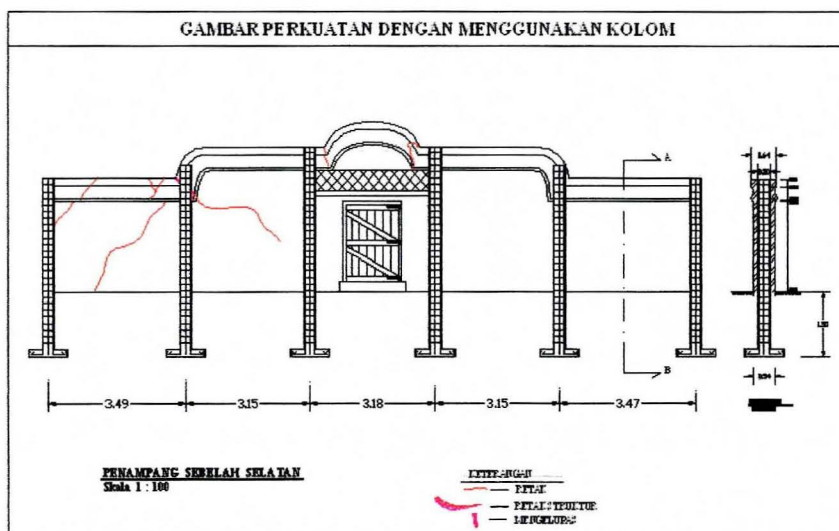 GAMBAR PERKUATAN DENGAN MENGGUNAKAN KOLOM
A
B
3.49 3.15 3.18 3.15 3.47
PENAMPANG SEBELAH SELATAN
Skala 1 : 100
KETERANGAN
RETAK
RETAK STRUKTUR
MENGELUPAS